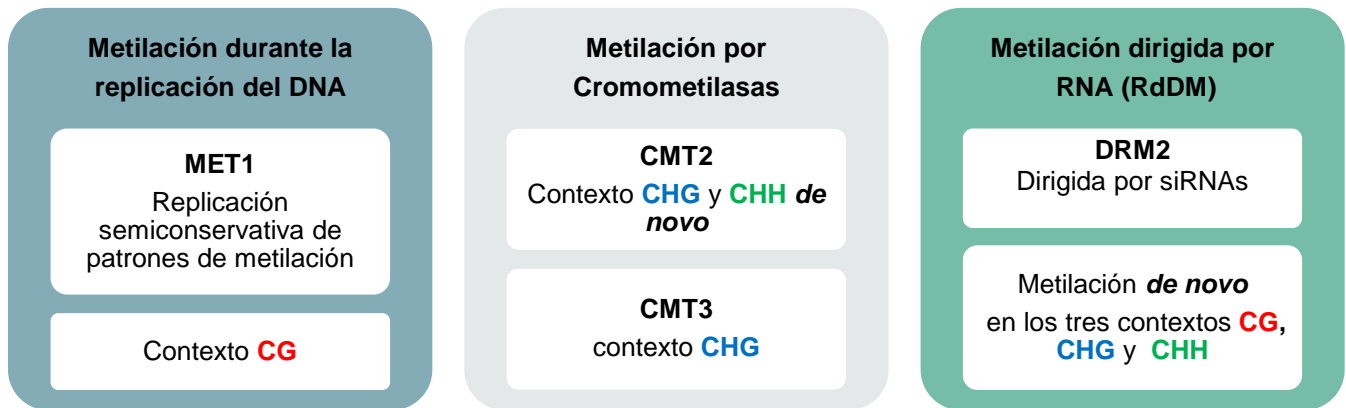 Metilación durante la
replicación del DNA
MET1
Replicación
semiconservativa de
patrones de metilación
Contexto CG
Metilación por
Cromometilasas
CMT2
Contexto CHG y CHH de
novo
CMT3
contexto CHG
Metilación dirigida por
RNA (RdDM)
DRM2
Dirigida por siRNAs
Metilación de novo
en los tres contextos CG,
CHG y CHH